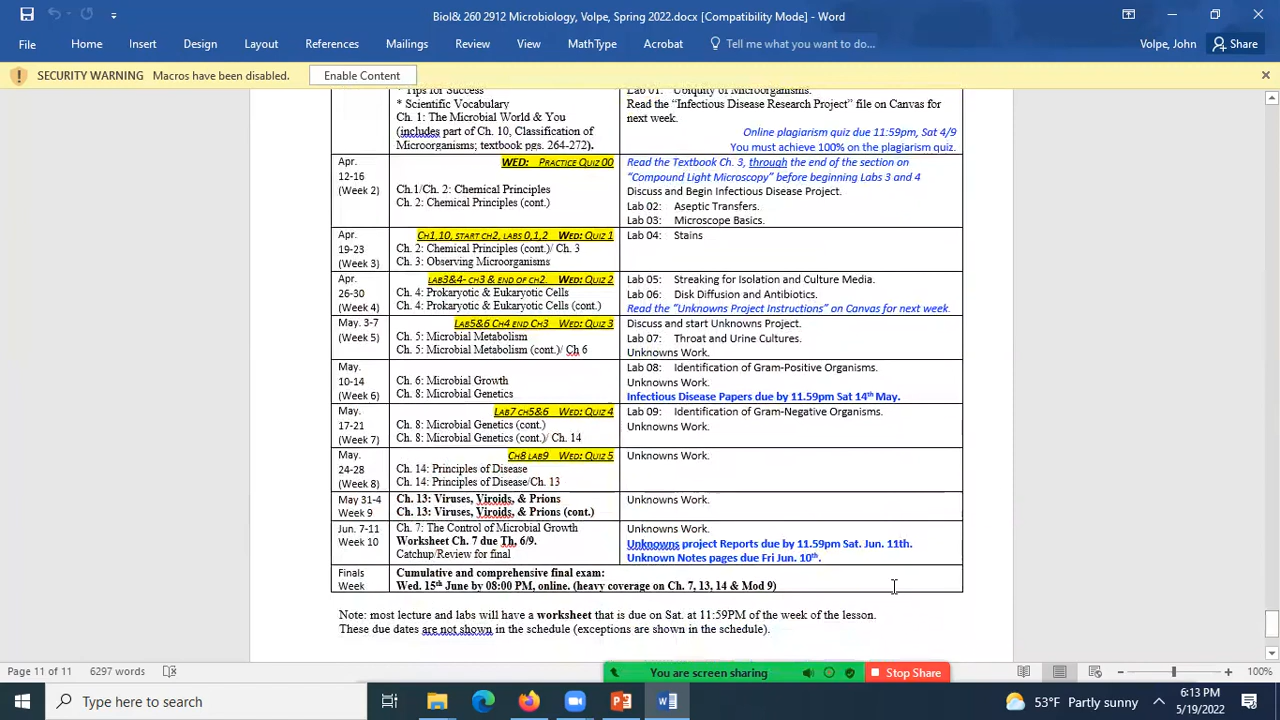 Biol& 260 2912 Microbiology, Volpe, Spring 2022.docx [Compatibility Mode] - Word
File Home Insert Design Layout References Mailings Review View MathType Acrobat Tell me what you want to do... Volpe, John Share
SECURITY WARNING Macros have been disabled. Enable Content
* Tips for Success
* Scientific Vocabulary
Ch. 1: The Microbial World & You
(includes part of Ch. 10, Classification of
Microorganisms; textbook pgs. 264-272).
Lab 01: Ubiquity of Microorganisms.
Read the "Infectious Disease Research Project" file on Canvas for
next week.
Online plagiarism quiz due 11:59pm, Sat 4/9
You must achieve 100% on the plagiarism quiz.
Apr.
12-16
(Week 2)
WED: PRACTICE QUIZ 00
Ch.1/Ch. 2: Chemical Principles
Ch. 2: Chemical Principles (cont.)
Read the Textbook Ch. 3, through the end of the section on
"Compound Light Microscopy" before beginning Labs 3 and 4
Discuss and Begin Infectious Disease Project.
Lab 02: Aseptic Transfers.
Lab 03: Microscope Basics.
Apr.
19-23
(Week 3)
CH1,10, START CH2, LABS 0,1,2 WED: QUIZ 1
Ch. 2: Chemical Principles (cont.)/ Ch. 3
Ch. 3: Observing Microorganisms
Lab 04: Stains
Apr.
26-30
(Week 4)
LAB3&4- CH3 & END OF CH2. WED: QUIZ 2
Ch. 4: Prokaryotic & Eukaryotic Cells
Ch. 4: Prokaryotic & Eukaryotic Cells (cont.)
Lab 05: Streaking for Isolation and Culture Media.
Lab 06: Disk Diffusion and Antibiotics.
Read the "Unknowns Project Instructions" on Canvas for next week.
May. 3-7
(Week 5)
LAB5&6 CH4 END CH3 WED: QUIZ 3
Ch. 5: Microbial Metabolism
Ch. 5: Microbial Metabolism (cont.)/ Ch 6
Discuss and start Unknowns Project.
Lab 07: Throat and Urine Cultures.
Unknowns Work.
May.
10-14
(Week 6)
Ch. 6: Microbial Growth
Ch. 8: Microbial Genetics
Lab 08: Identification of Gram-Positive Organisms.
Unknowns Work.
Infectious Disease Papers due by 11.59pm Sat 14th May.
May.
17-21
(Week 7)
LAB7 CH5&6 WED: QUIZ 4
Ch. 8: Microbial Genetics (cont.)
Ch. 8: Microbial Genetics (cont.)/ Ch. 14
Lab 09: Identification of Gram-Negative Organisms.
Unknowns Work.
May.
24-28
(Week 8)
CH8 LAB9 WED: QUIZ 5
Ch. 14: Principles of Disease
Ch. 14: Principles of Disease/Ch. 13
Unknowns Work.
May 31-4
Week 9
Ch. 13: Viruses, Viroids, & Prions
Ch. 13: Viruses, Viroids, & Prions (cont.)
Unknowns Work.
Jun. 7-11
Week 10
Ch. 7: The Control of Microbial Growth
Worksheet Ch. 7 due Th, 6/9.
Catchup/Review for final
Unknowns Work.
Unknowns project Reports due by 11.59pm Sat. Jun. 11th.
Unknown Notes pages due Fri Jun. 10th.
Finals
Week
Cumulative and comprehensive final exam:
Wed. 15th June by 08:00 PM, online. (heavy coverage on Ch. 7, 13, 14 & Mod 9)
Note: most lecture and labs will have a worksheet that is due on Sat. at 11:59PM of the week of the lesson.
These due dates are not shown in the schedule (exceptions are shown in the schedule).
Page 11 of 11 6297 words You are screen sharing Stop Share 100%
Type here to search 53°F Partly sunny 6:13 PM
5/19/2022